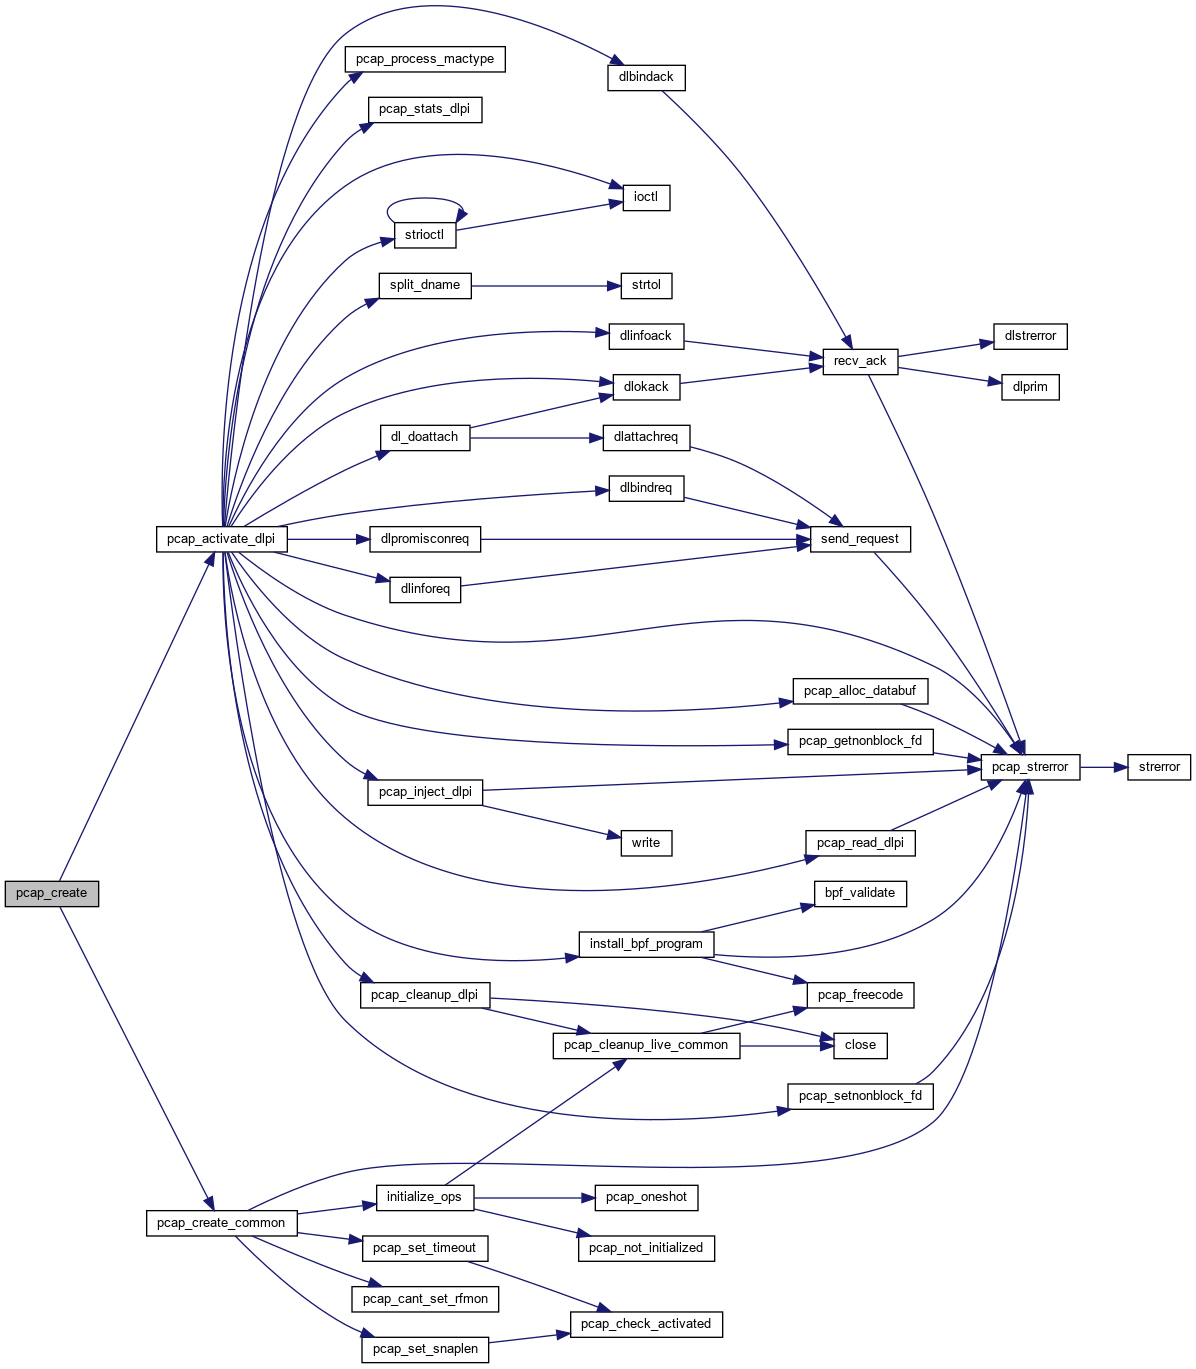 pcap_process_mactype
dlbindack
pcap_stats_dlpi
ioctl
strioctl
split_dname
strtol
dlinfoack
dlstrerror
recv_ack
dlokack
dlprim
dl_doattach
dlattachreq
dlbindreq
pcap_activate_dlpi
dlpromisconreq
send_request
dlinforeq
pcap_alloc_databuf
pcap_getnonblock_fd
pcap_strerror
strerror
pcap_inject_dlpi
write
pcap_read_dlpi
pcap_create
bpf_validate
install_bpf_program
pcap_cleanup_dlpi
pcap_freecode
pcap_cleanup_live_common
close
pcap_setnonblock_fd
initialize_ops
pcap_oneshot
pcap_create_common
pcap_set_timeout
pcap_not_initialized
pcap_cant_set_rfmon
pcap_check_activated
pcap_set_snaplen